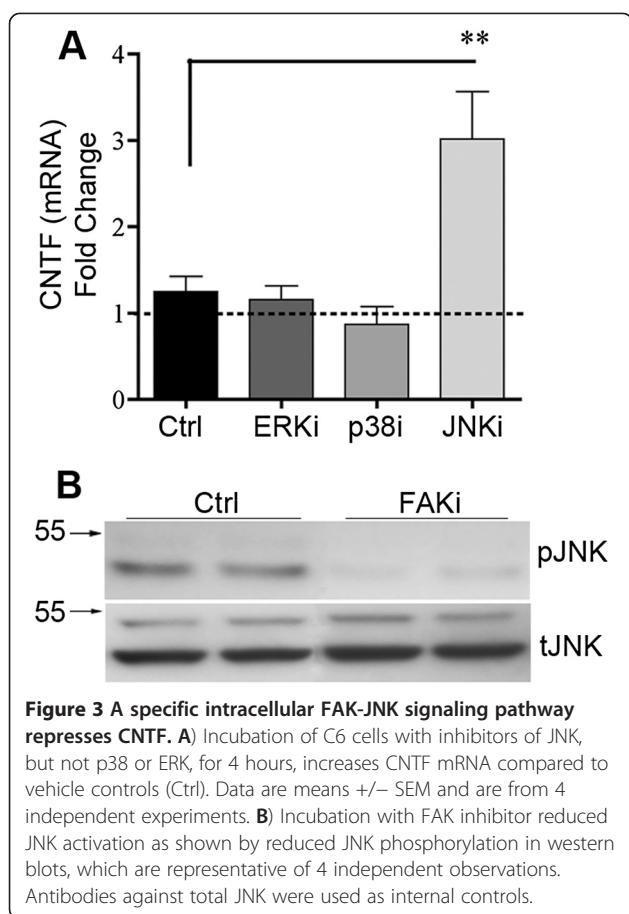 A
**
4
3
2
1
0
CNTF (mRNA)
Fold Change
Ctrl ERKi p38i JNKi
B
Ctrl FAKi
55
pJNK
55
tJNK
Figure 3 A specific intracellular FAK-JNK signaling pathway
represses CNTF. A) Incubation of C6 cells with inhibitors of JNK,
but not p38 or ERK, for 4 hours, increases CNTF mRNA compared to
vehicle controls (Ctrl). Data are means +/− SEM and are from 4
independent experiments. B) Incubation with FAK inhibitor reduced
JNK activation as shown by reduced JNK phosphorylation in western
blots, which are representative of 4 independent observations.
Antibodies against total JNK were used as internal controls.